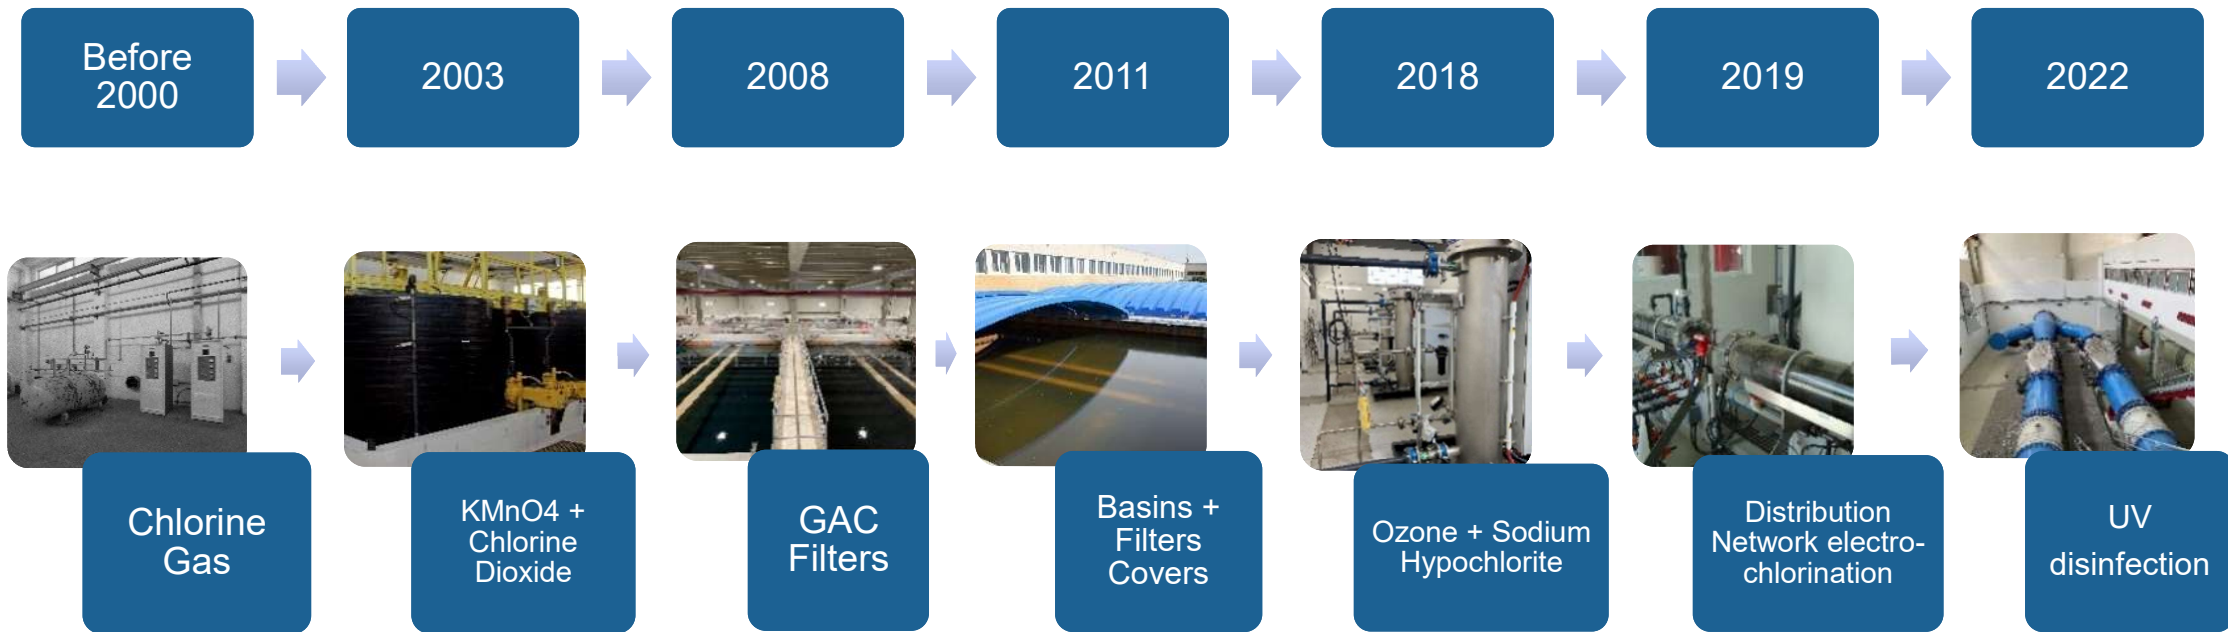 Before
2000
2003
2008
2011
2018
2019
2022
Chlorine
Gas
KMnO4 +
Chlorine
Dioxide
GAC
Filters
Basins +
Filters
Covers
Ozone + Sodium
Hypochlorite
Distribution
Network electro-
chlorination
UV
disinfection